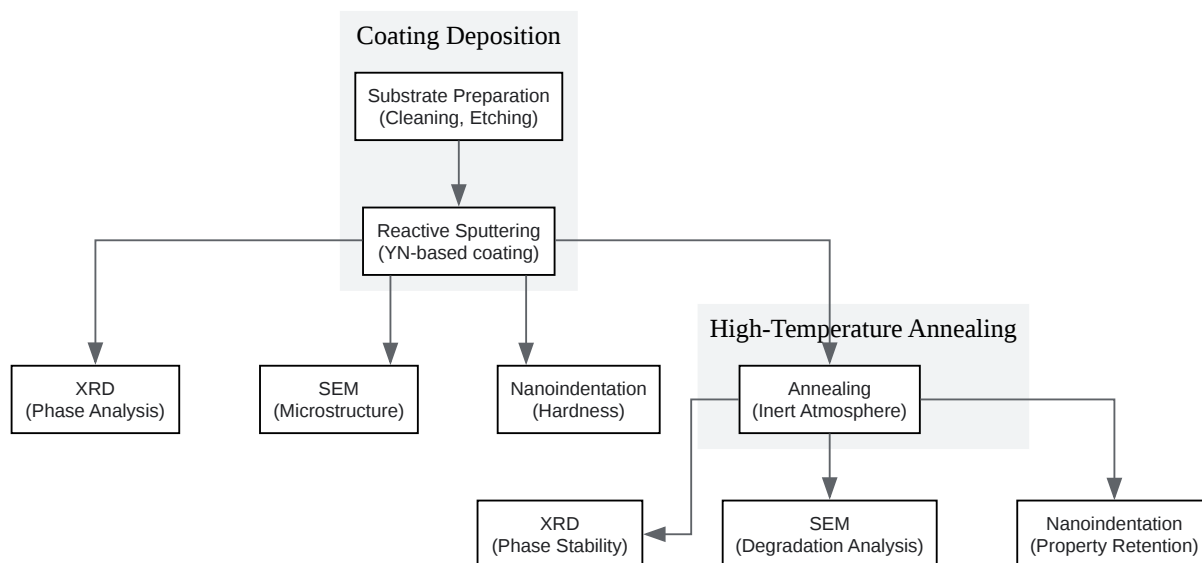 Coating Deposition
Substrate Preparation
(Cleaning, Etching)
Reactive Sputtering
(YN-based coating)
High-Temperature Annealing
XRD
(Phase Analysis)
SEM
(Microstructure)
Nanoindentation
(Hardness)
Annealing
(Inert Atmosphere)
XRD
(Phase Stability)
SEM
(Degradation Analysis)
Nanoindentation
(Property Retention)